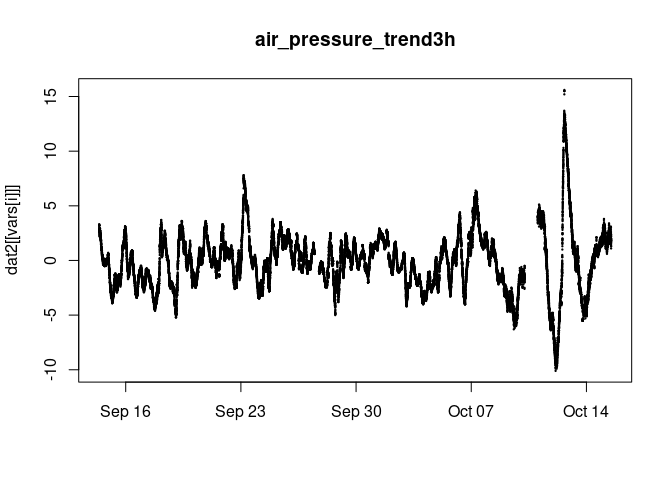 air_pressure_trend3h
dat2[[vars[i]]]
15
10
5
0
-5
-10
Sep 16
Sep 23
Sep 30
Oct 07
Oct 14